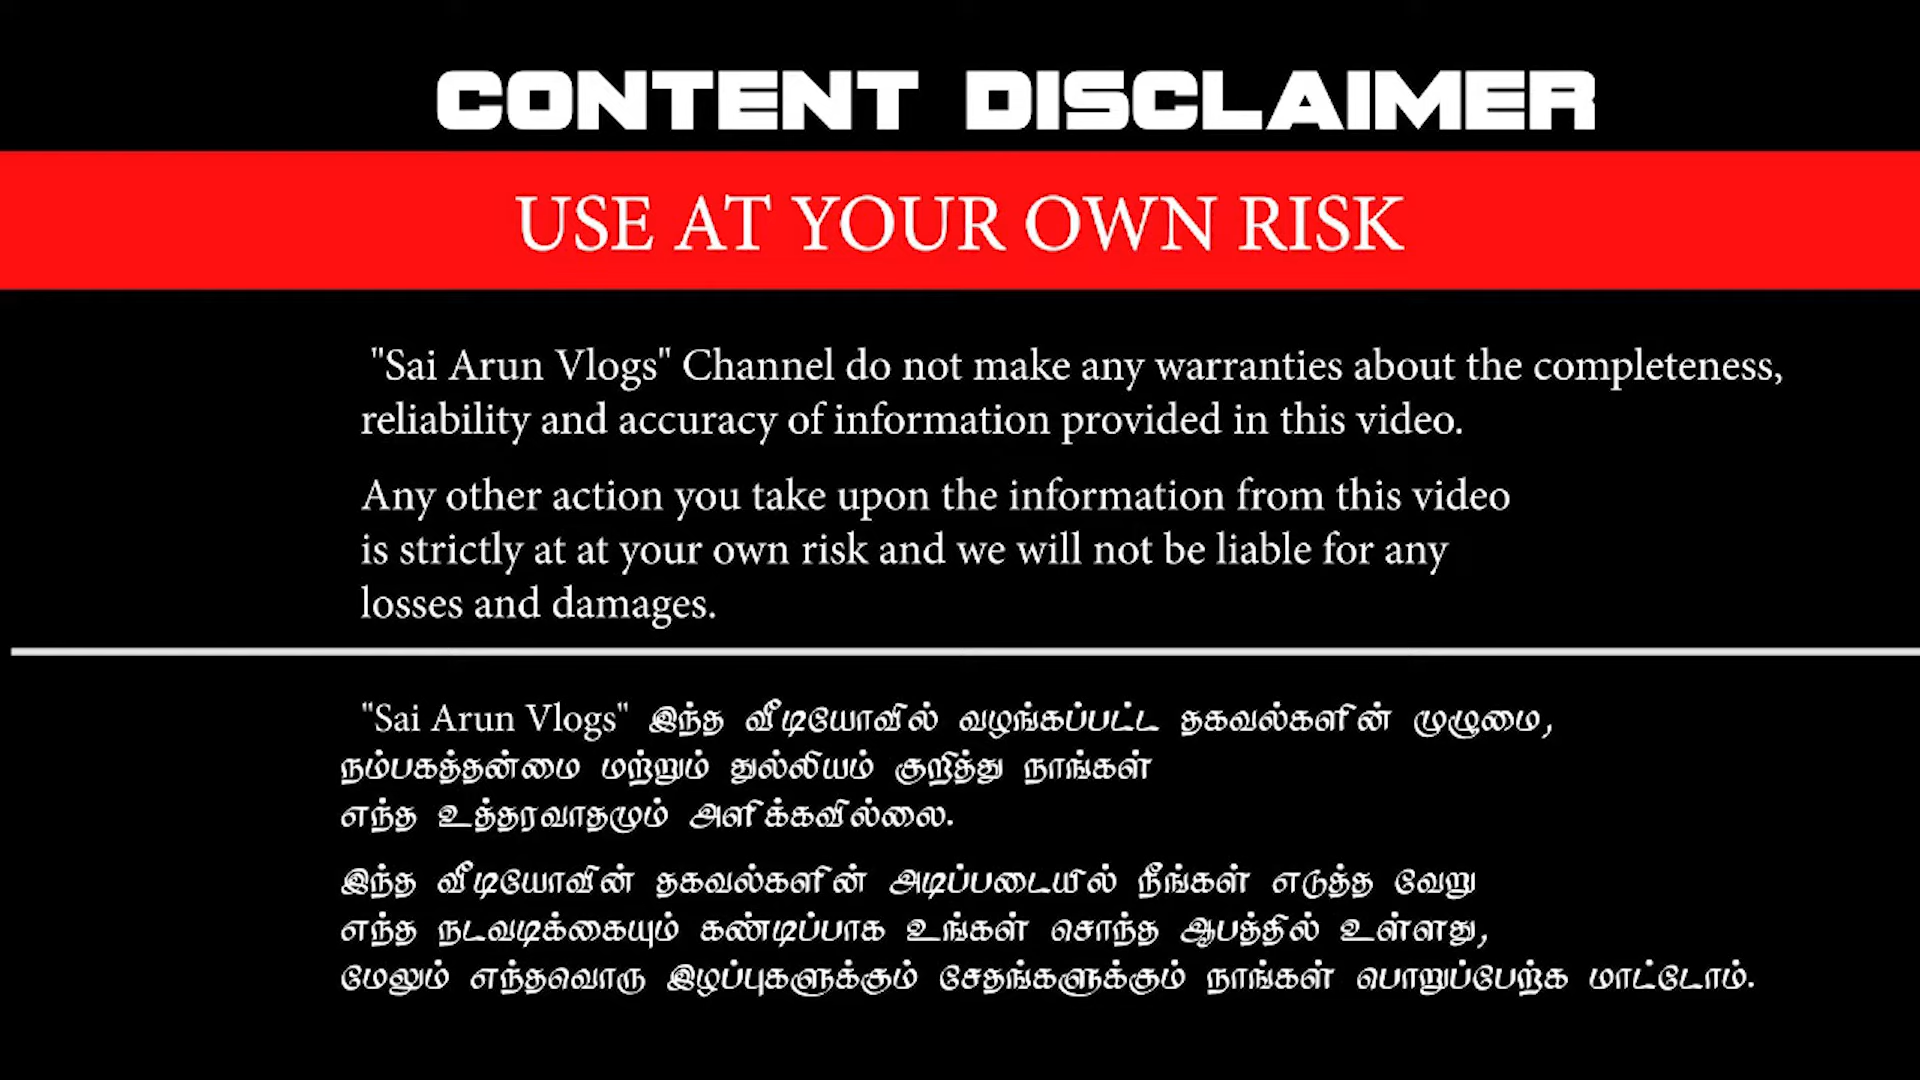 CONTENT DISCLAIMER
USE AT YOUR OWN RISK
"Sai Arun Vlogs" Channel do not make any warranties about the completeness,
reliability and accuracy of information provided in this video.
Any other action you take upon the information from this video
is strictly at at your own risk and we will not be liable for any
losses and damages.
"Sai Arun Vlogs" இந்த வீடியோவில் வழங்கப்பட்ட தகவல்களின் முழுமை,
நம்பகத்தன்மை மற்றும் துல்லியம் குறித்து நாங்கள்
எந்த உத்தரவாதமும் அளிக்கவில்லை.
இந்த வீடியோவின் தகவல்களின் அடிப்படையில் நீங்கள் எடுத்த வேறு
எந்த நடவடிக்கையும் கண்டிப்பாக உங்கள் சொந்த ஆபத்தில் உள்ளது,
மேலும் எந்தவொரு இழப்புகளுக்கும் சேதங்களுக்கும் நாங்கள் பொறுப்பேற்க மாட்டோம்.